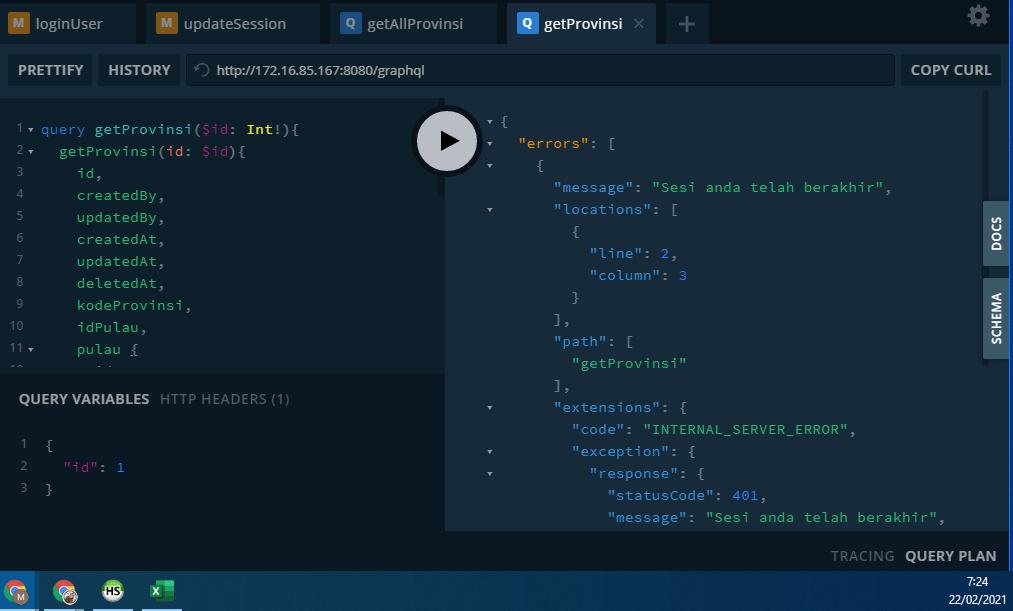 M loginUser
M updateSession
Q getAllProvinsi
Q getProvinsi
PRETTIFY
HISTORY
http://172.16.85.167:8080/graphql
COPY CURL
1 query getProvinsi($id: Int!){
2 getProvinsi(id: $id){
3 id,
4 createdBy,
5 updatedBy,
6 createdAt,
7 updatedAt,
8 deletedAt,
9 kodeProvinsi,
10 idPulau,
11 pulau {
QUERY VARIABLES
HTTP HEADERS (1)
1 {
2 "id": 1
3 }
{
"errors": [
{
"message": "Sesi anda telah berakhir",
"locations": [
{
"line": 2,
"column": 3
}
],
"path": [
"getProvinsi"
],
"extensions": {
"code": "INTERNAL_SERVER_ERROR",
"exception": {
"response": {
"statusCode": 401,
"message": "Sesi anda telah berakhir",
DOCS
SCHEMA
TRACING
QUERY PLAN
M
HS
X
7:24
22/02/2021